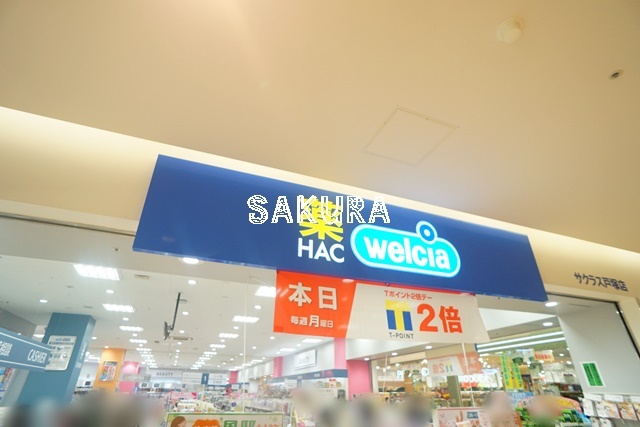 SAKURA
薬
HAC
welcia
サクラス戸塚店
本日
毎週月曜日
Tポイント2倍デー
T 2倍
T-POINT
CASHIER